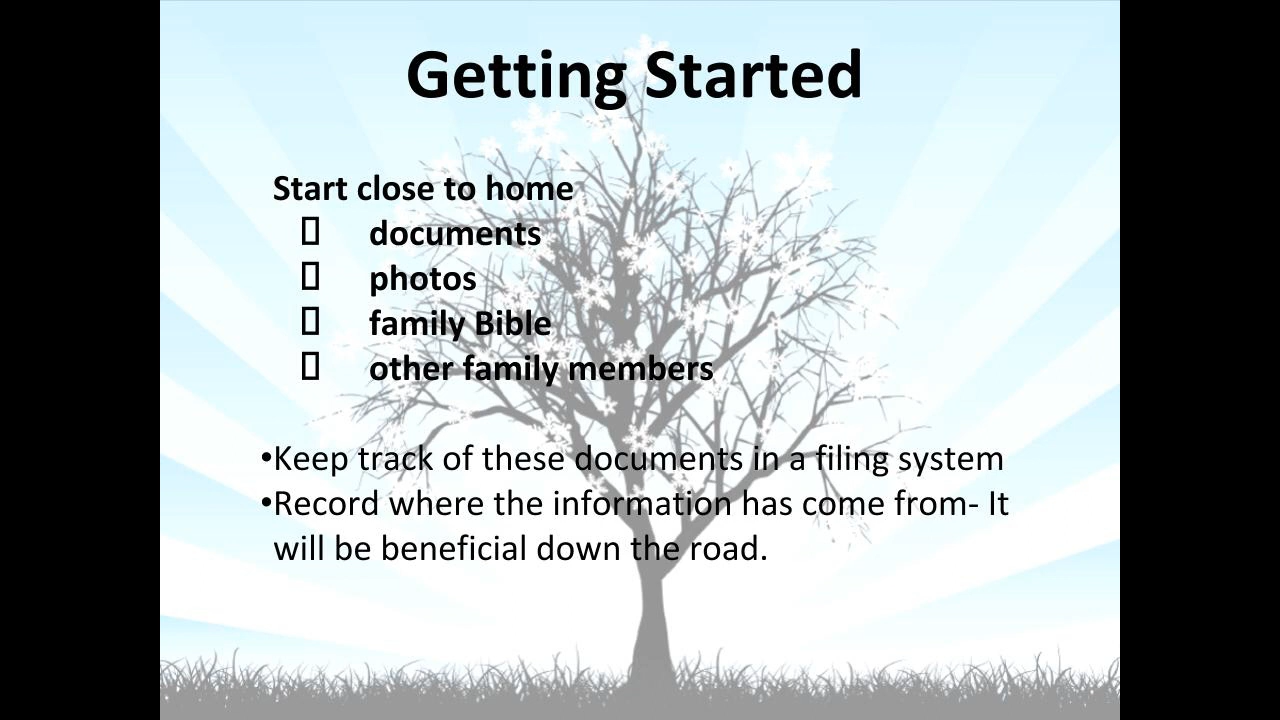 Getting Started
Start close to home
▯ documents
▯ photos
▯ family Bible
▯ other family members
•Keep track of these documents in a filing system
•Record where the information has come from- It
will be beneficial down the road.